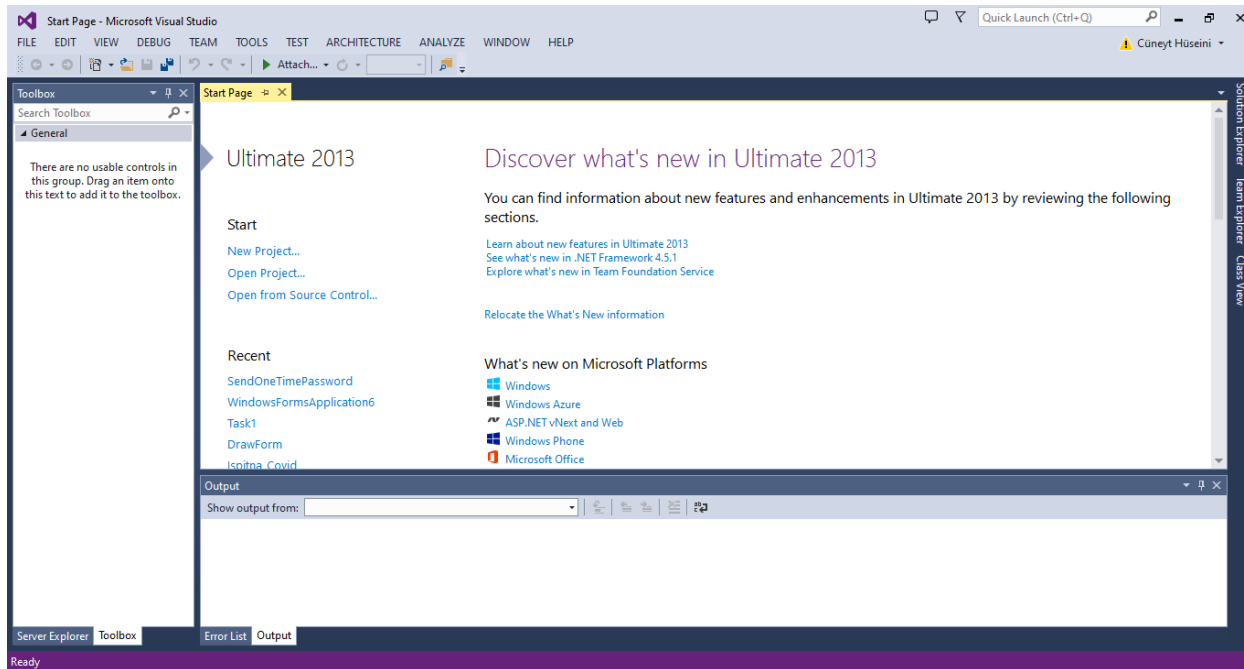 Start Page - Microsoft Visual Studio
Quick Launch (Ctrl+Q)
FILE EDIT VIEW DEBUG TEAM TOOLS TEST ARCHITECTURE ANALYZE WINDOW HELP
Cüneyt Hüseini
Attach...
Toolbox
Search Toolbox
General
There are no usable controls in
this group. Drag an item onto
this text to add it to the toolbox.
Server Explorer Toolbox
Start Page
Ultimate 2013
Start
New Project...
Open Project...
Open from Source Control...
Recent
SendOneTimePassword
WindowsFormsApplication6
Task1
DrawForm
Ispitna_Covid
Discover what's new in Ultimate 2013
You can find information about new features and enhancements in Ultimate 2013 by reviewing the following
sections.
Learn about new features in Ultimate 2013
See what's new in .NET Framework 4.5.1
Explore what's new in Team Foundation Service
Relocate the What's New information
What's new on Microsoft Platforms
Windows
Windows Azure
ASP.NET vNext and Web
Windows Phone
Microsoft Office
Solution Explorer
Team Explorer
Class View
Output
Show output from:
Error List Output
Ready